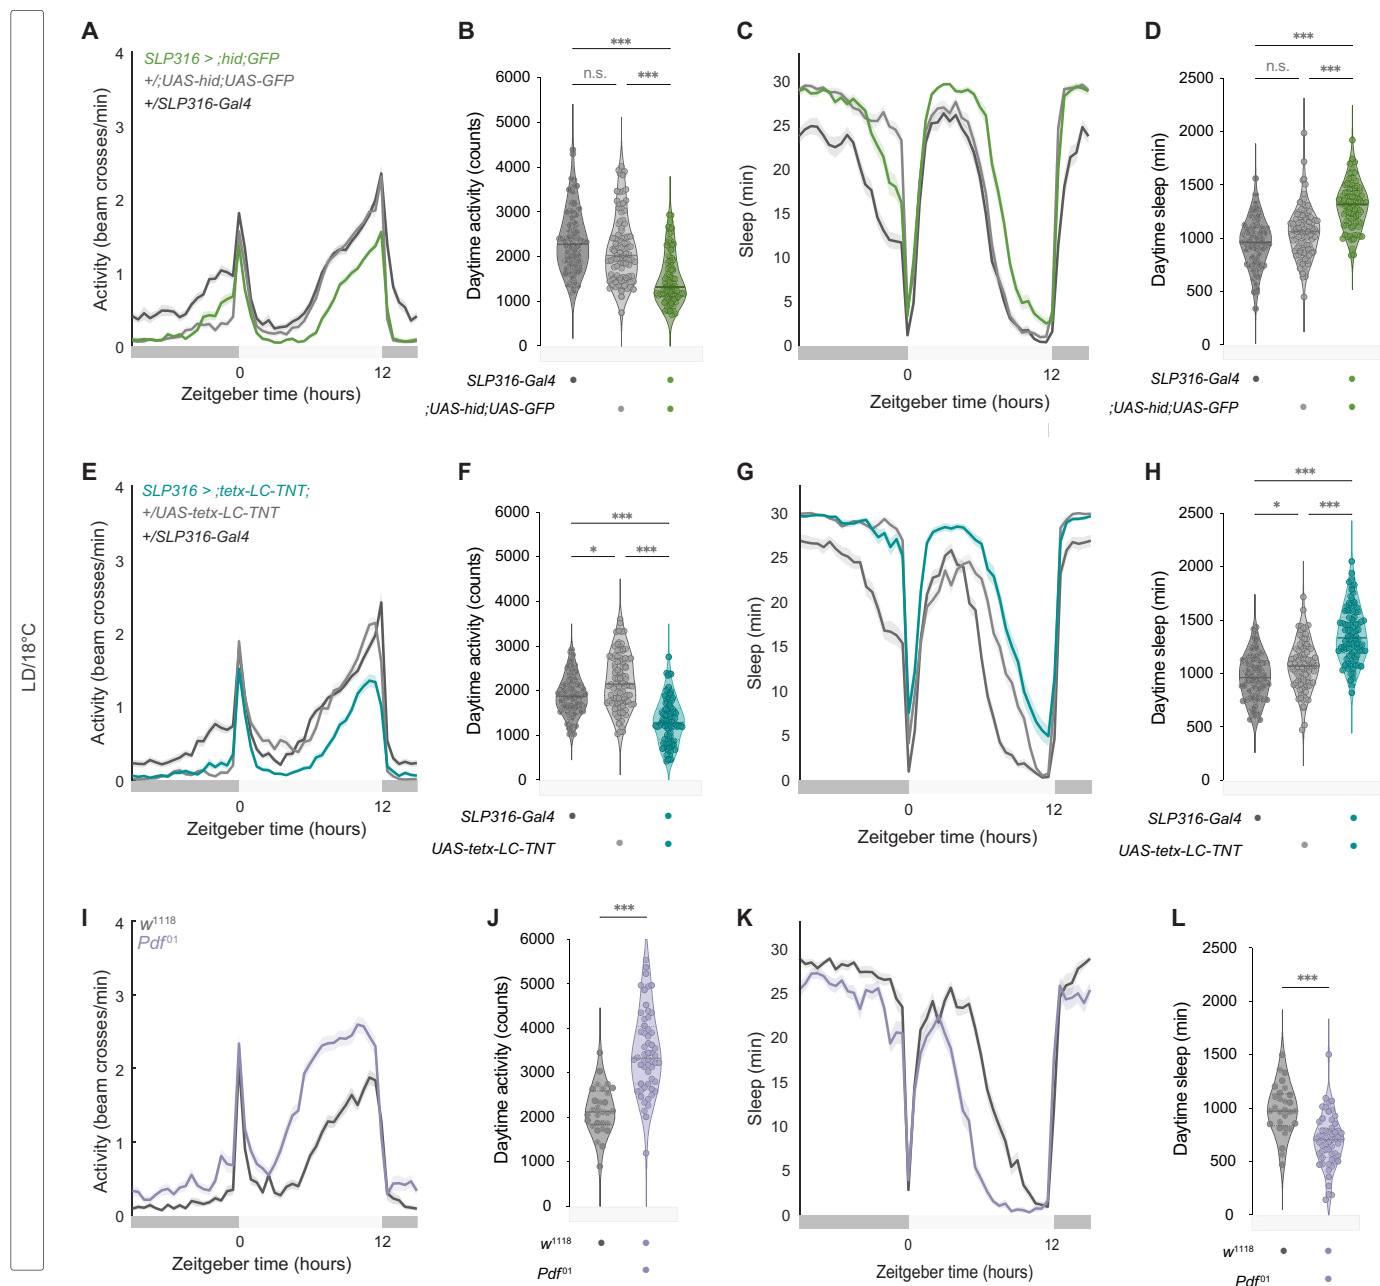 LD/18°C
A
SLP316 > ;hid;GFP
+/;UAS-hid;UAS-GFP
+/SLP316-Gal4
Activity (beam crosses/min)
4
3
2
1
0
0
12
Zeitgeber time (hours)
B
***
n.s.
***
Daytime activity (counts)
6000
5000
4000
3000
2000
1000
0
SLP316-Gal4
;UAS-hid;UAS-GFP
C
Sleep (min)
30
25
20
15
10
5
0
0
12
Zeitgeber time (hours)
D
***
n.s.
***
Daytime sleep (min)
2500
2000
1500
1000
500
0
SLP316-Gal4
;UAS-hid;UAS-GFP
E
SLP316 > ;tetx-LC-TNT;
+/UAS-tetx-LC-TNT
+/SLP316-Gal4
Activity (beam crosses/min)
4
3
2
1
0
0
12
Zeitgeber time (hours)
F
***
*
***
Daytime activity (counts)
6000
5000
4000
3000
2000
1000
0
SLP316-Gal4
UAS-tetx-LC-TNT
G
Sleep (min)
30
25
20
15
10
5
0
0
12
Zeitgeber time (hours)
H
***
*
***
Daytime sleep (min)
2500
2000
1500
1000
500
0
SLP316-Gal4
UAS-tetx-LC-TNT
I
w1118
Pdf01
Activity (beam crosses/min)
4
3
2
1
0
0
12
Zeitgeber time (hours)
J
***
Daytime activity (counts)
6000
5000
4000
3000
2000
1000
0
w1118
Pdf01
K
Sleep (min)
30
25
20
15
10
5
0
0
12
Zeitgeber time (hours)
L
***
Daytime sleep (min)
2500
2000
1500
1000
500
0
w1118
Pdf01